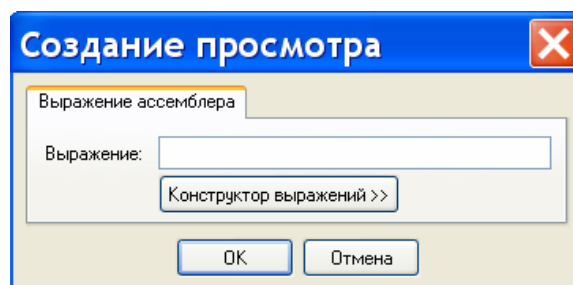 Создание просмотра
Выражение ассемблера
Выражение:
Конструктор выражений >>
OK Отмена